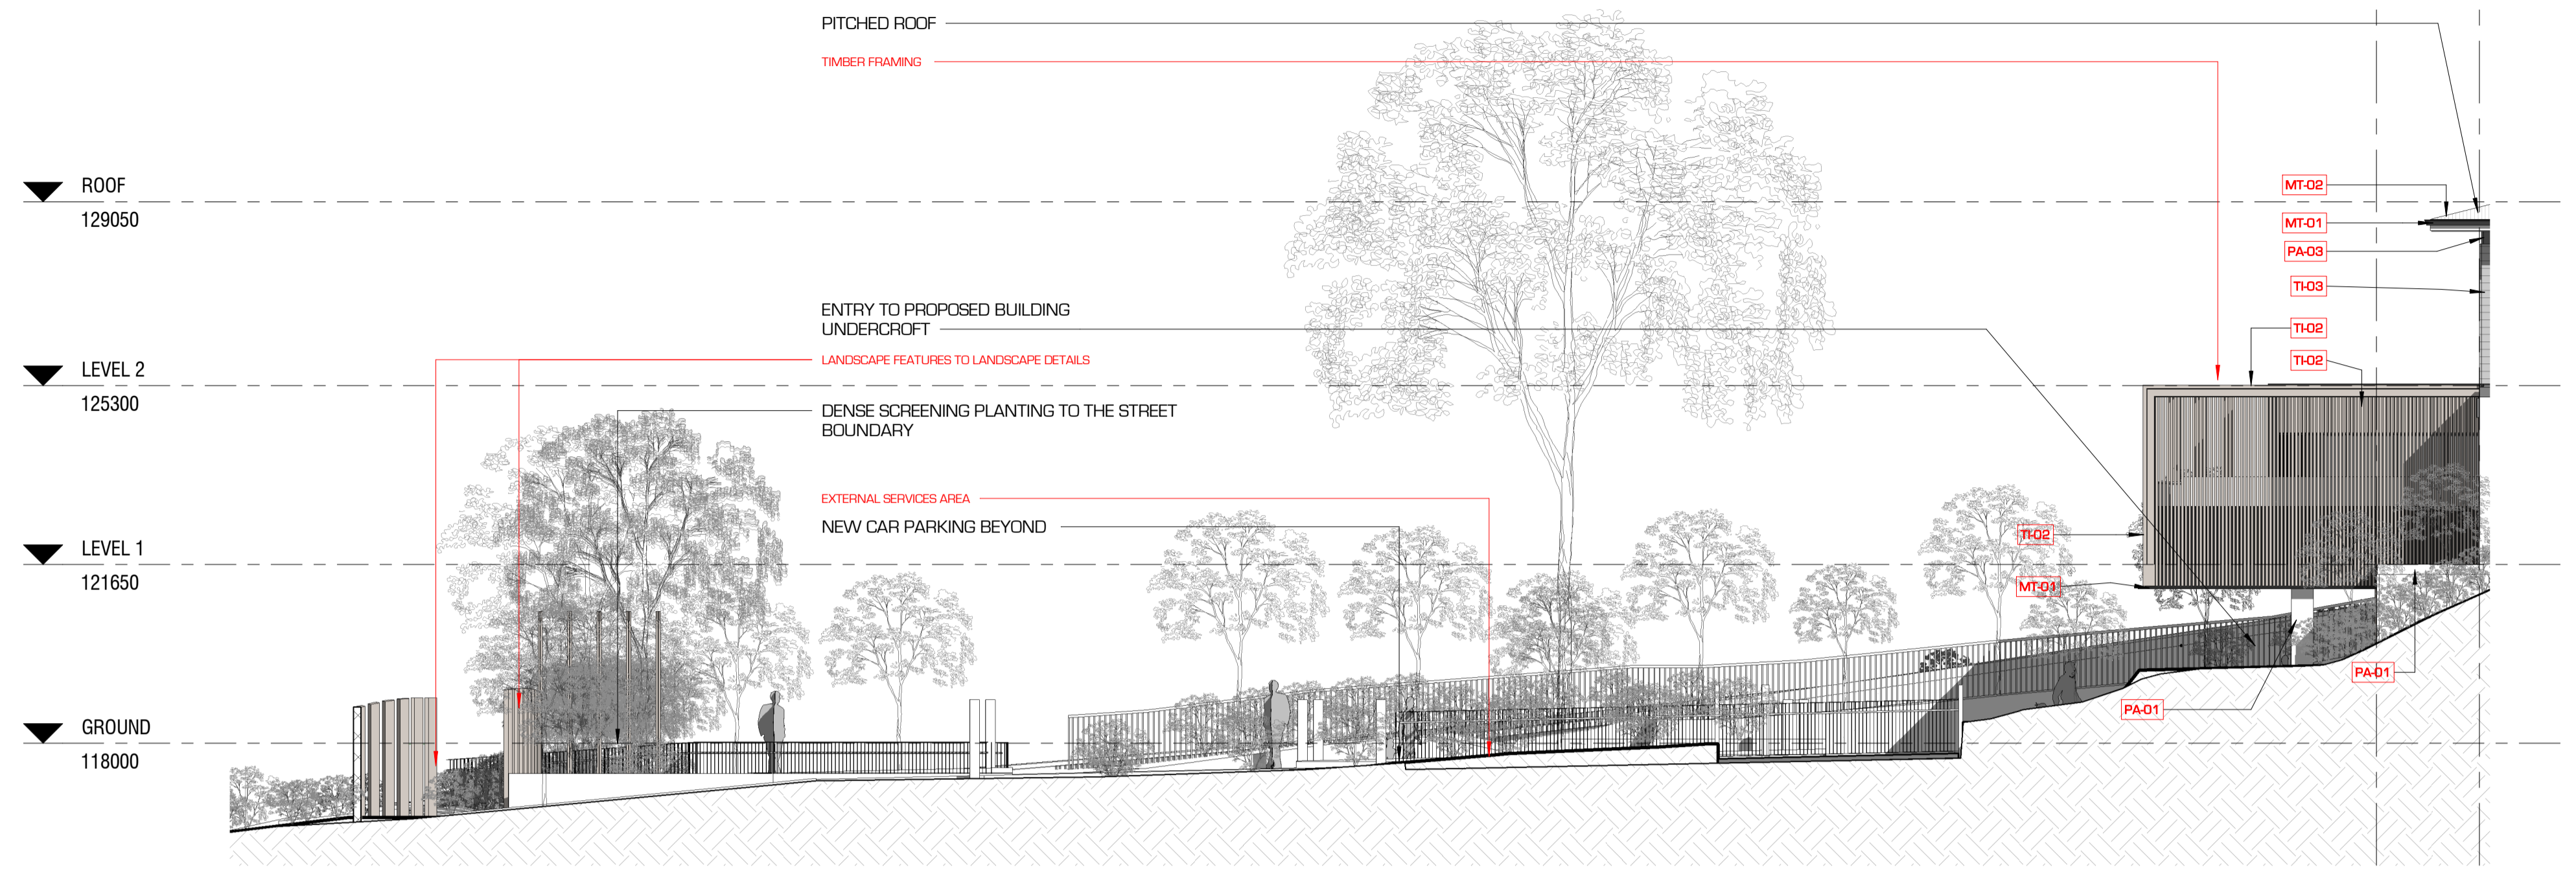 PITCHED ROOF
TIMBER FRAMING
ROOF
129050
MT-02
MT-01
PA-03
TI-03
ENTRY TO PROPOSED BUILDING
UNDERCROFT
TI-02
LANDSCAPE FEATURES TO LANDSCAPE DETAILS
TI-02
LEVEL 2
125300
DENSE SCREENING PLANTING TO THE STREET
BOUNDARY
EXTERNAL SERVICES AREA
NEW CAR PARKING BEYOND
TI-02
LEVEL 1
121650
MT-01
PA-01
PA-01
GROUND
118000